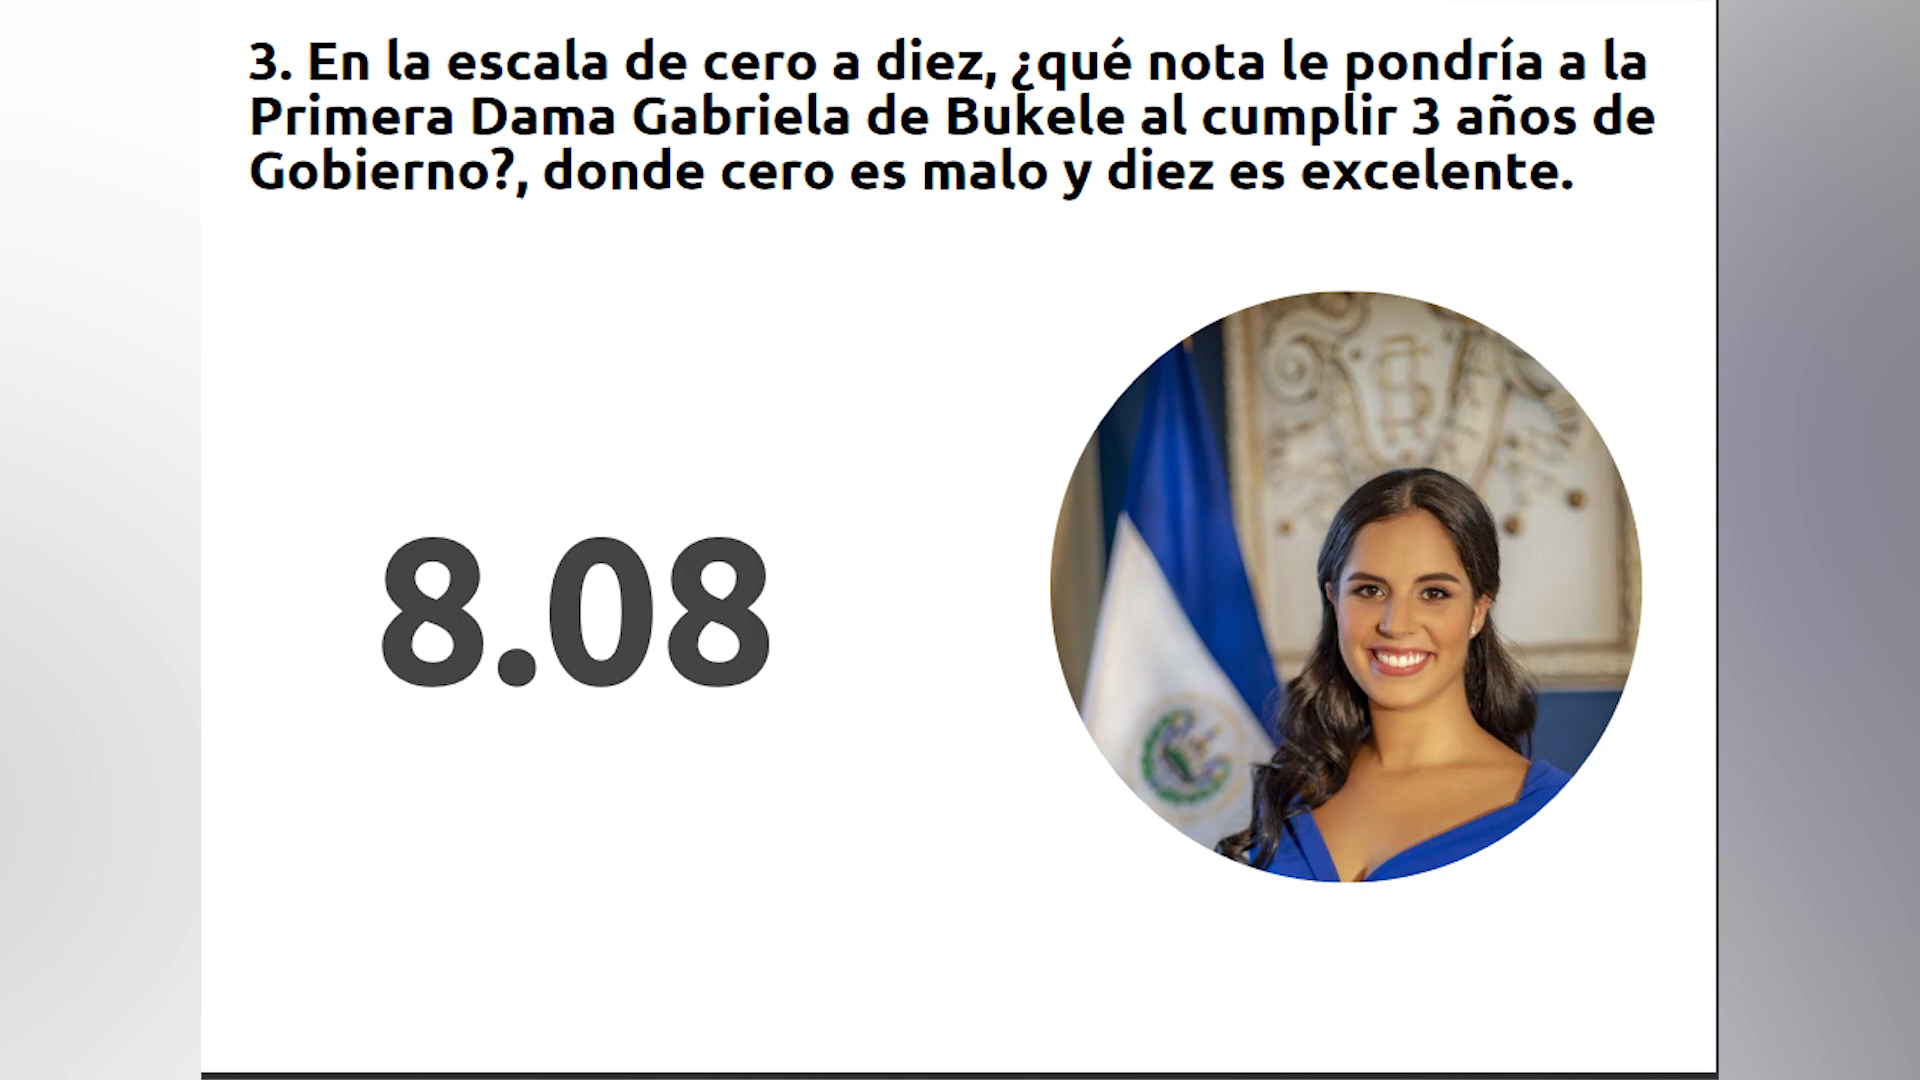 3. En la escala de cero a diez, ¿qué nota le pondría a la
Primera Dama Gabriela de Bukele al cumplir 3 años de
Gobierno?, donde cero es malo y diez es excelente.
8.08